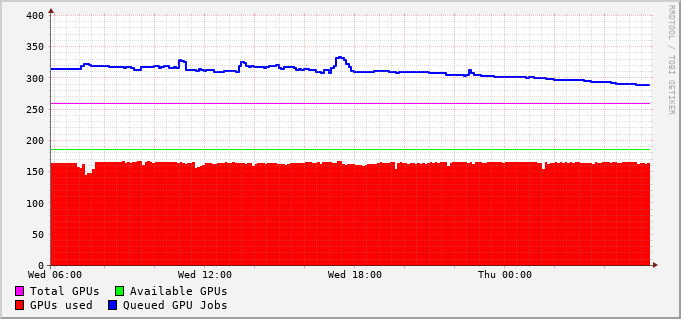 400
350
300
250
200
150
100
50
0
Wed 06:00 Wed 12:00 Wed 18:00 Thu 00:00
Total GPUs Available GPUs
GPUs used Queued GPU Jobs
RRDTOOL / TOBI OETIKER